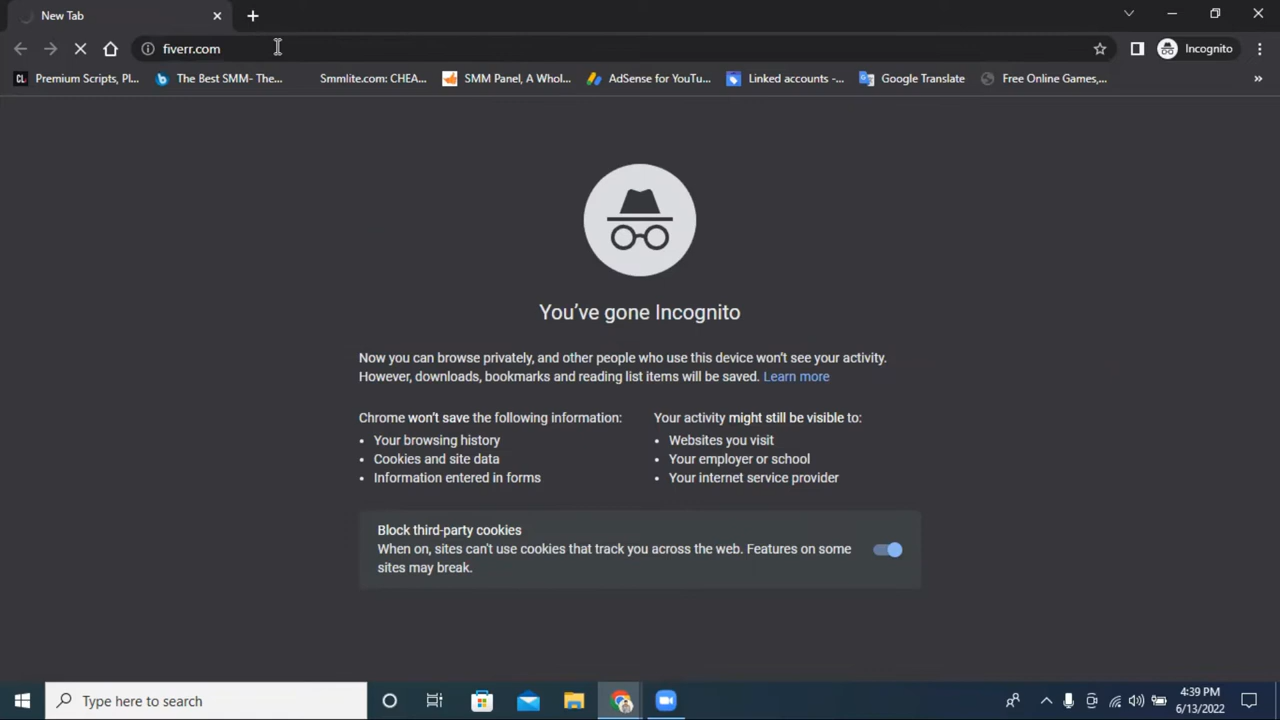 New Tab
fiverr.com
Incognito
CL Premium Scripts, Pl... The Best SMM- The... Smmlite.com: CHEA... SMM Panel, A Whol... AdSense for YouTu... Linked accounts -... Google Translate Free Online Games,... »
You've gone Incognito
Now you can browse privately, and other people who use this device won't see your activity.
However, downloads, bookmarks and reading list items will be saved. Learn more
Chrome won't save the following information:
• Your browsing history
• Cookies and site data
• Information entered in forms
Your activity might still be visible to:
• Websites you visit
• Your employer or school
• Your internet service provider
Block third-party cookies
When on, sites can't use cookies that track you across the web. Features on some
sites may break.
Type here to search
4:39 PM
6/13/2022